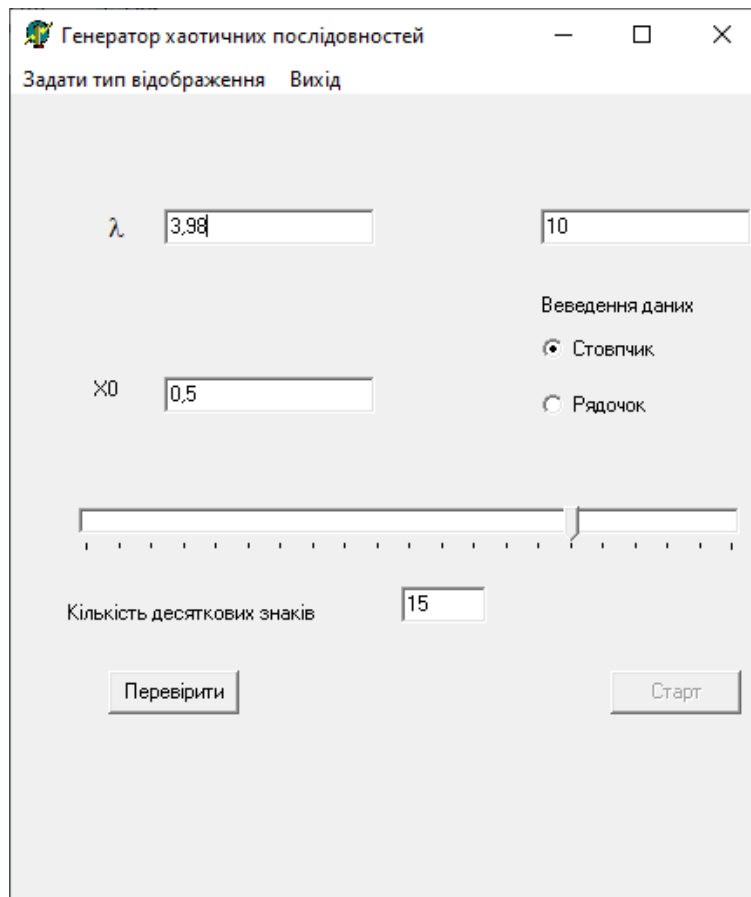 Генератор хаотичних послідовностей
Задати тип відображення Вихід
λ 3,98 10
Веведення даних
Стовпчик
X0 0,5
Рядочок
Кількість десяткових знаків 15
Перевірити Старт